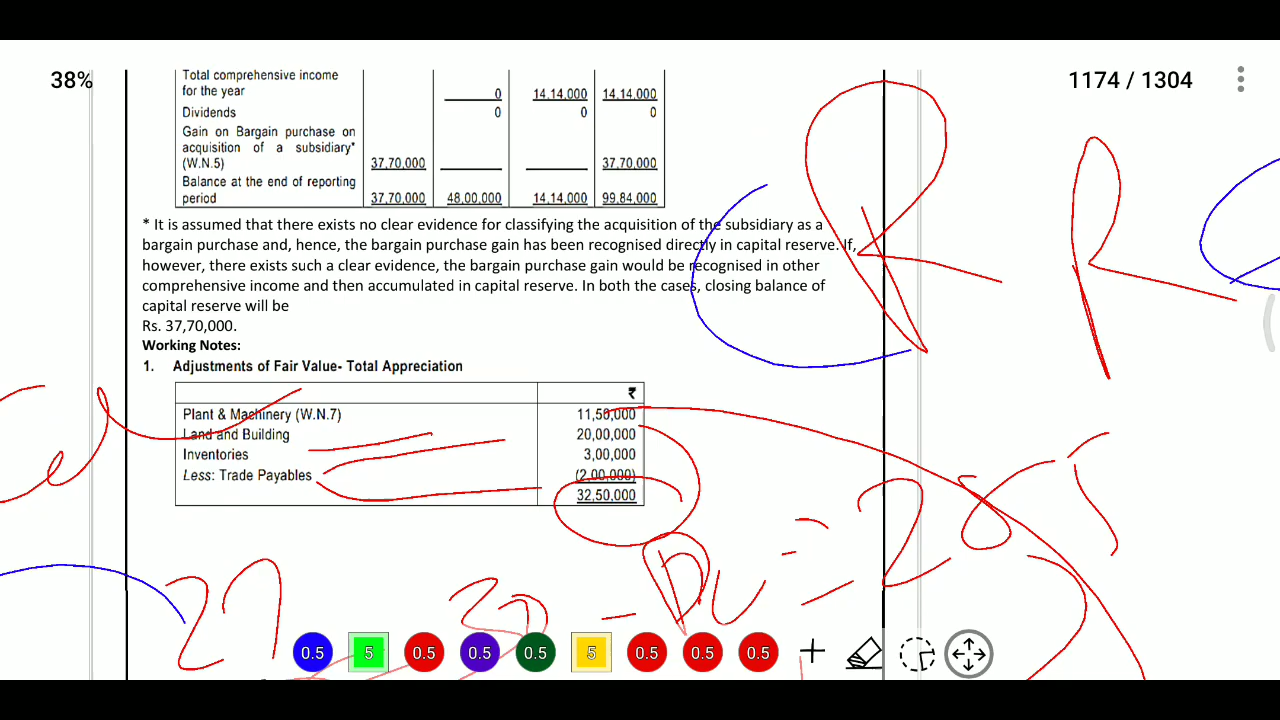 38%
1174 / 1304
Total comprehensive income for the year 0 14,14,000 14,14,000
Dividends 0 0 0
Gain on Bargain purchase on acquisition of a subsidiary* (W.N.5) 37,70,000 37,70,000
Balance at the end of reporting period 37,70,000 48,00,000 14,14,000 99,84,000
* It is assumed that there exists no clear evidence for classifying the acquisition of the subsidiary as a
bargain purchase and, hence, the bargain purchase gain has been recognised directly in capital reserve. If,
however, there exists such a clear evidence, the bargain purchase gain would be recognised in other
comprehensive income and then accumulated in capital reserve. In both the cases, closing balance of
capital reserve will be
Rs. 37,70,000.
Working Notes:
1. Adjustments of Fair Value- Total Appreciation
₹
Plant & Machinery (W.N.7) 11,50,000
Land and Building 20,00,000
Inventories 3,00,000
Less: Trade Payables (2,00,000)
32,50,000
0.5 5 0.5 0.5 0.5 5 0.5 0.5 0.5